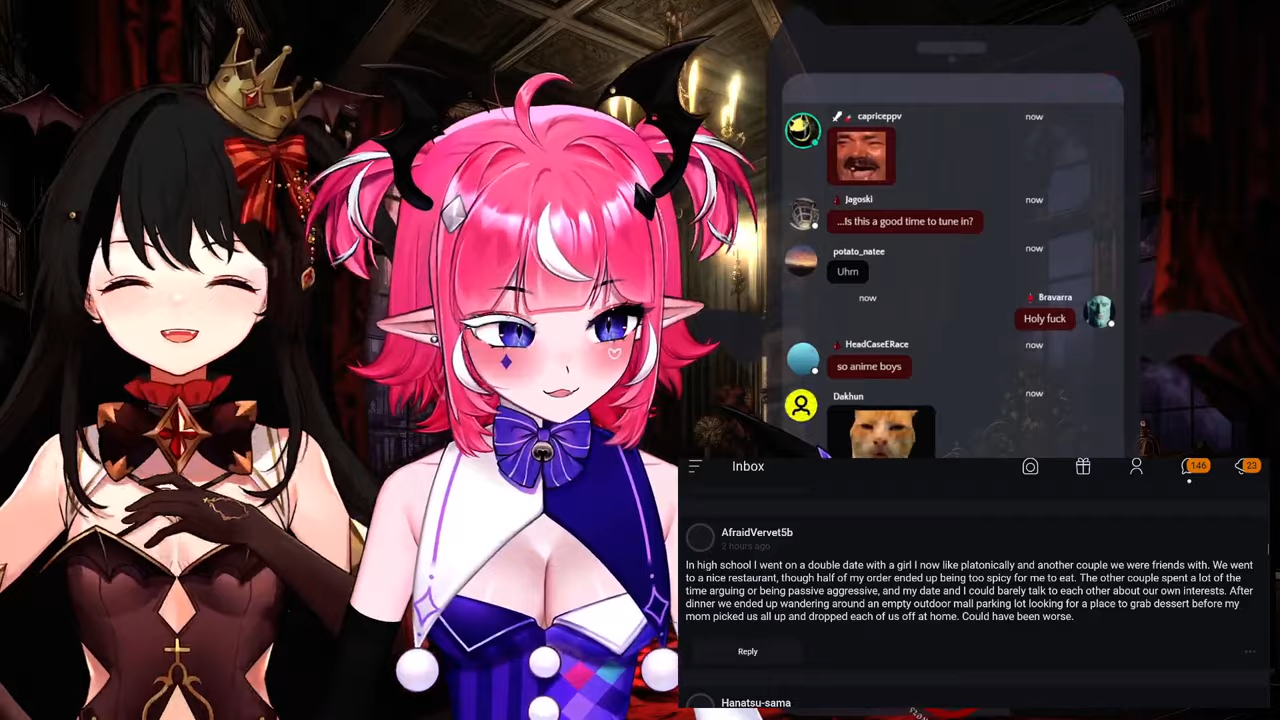 capriceppv
now
Jagoski
now
...Is this a good time to tune in?
potato_natee
now
Uhm
now
Bravarra
Holy fuck
HeadCaseERace
now
so anime boys
Dakhun
now
Inbox
146
23
AfraidVervet5b
2 hours ago
In high school I went on a double date with a girl I now like platonically and another couple we were friends with. We went
to a nice restaurant, though half of my order ended up being too spicy for me to eat. The other couple spent a lot of the
time arguing or being passive aggressive, and my date and I could barely talk to each other about our own interests. After
dinner we ended up wandering around an empty outdoor mall parking lot looking for a place to grab dessert before my
mom picked us all up and dropped each of us off at home. Could have been worse.
Reply
Hanatsu-sama